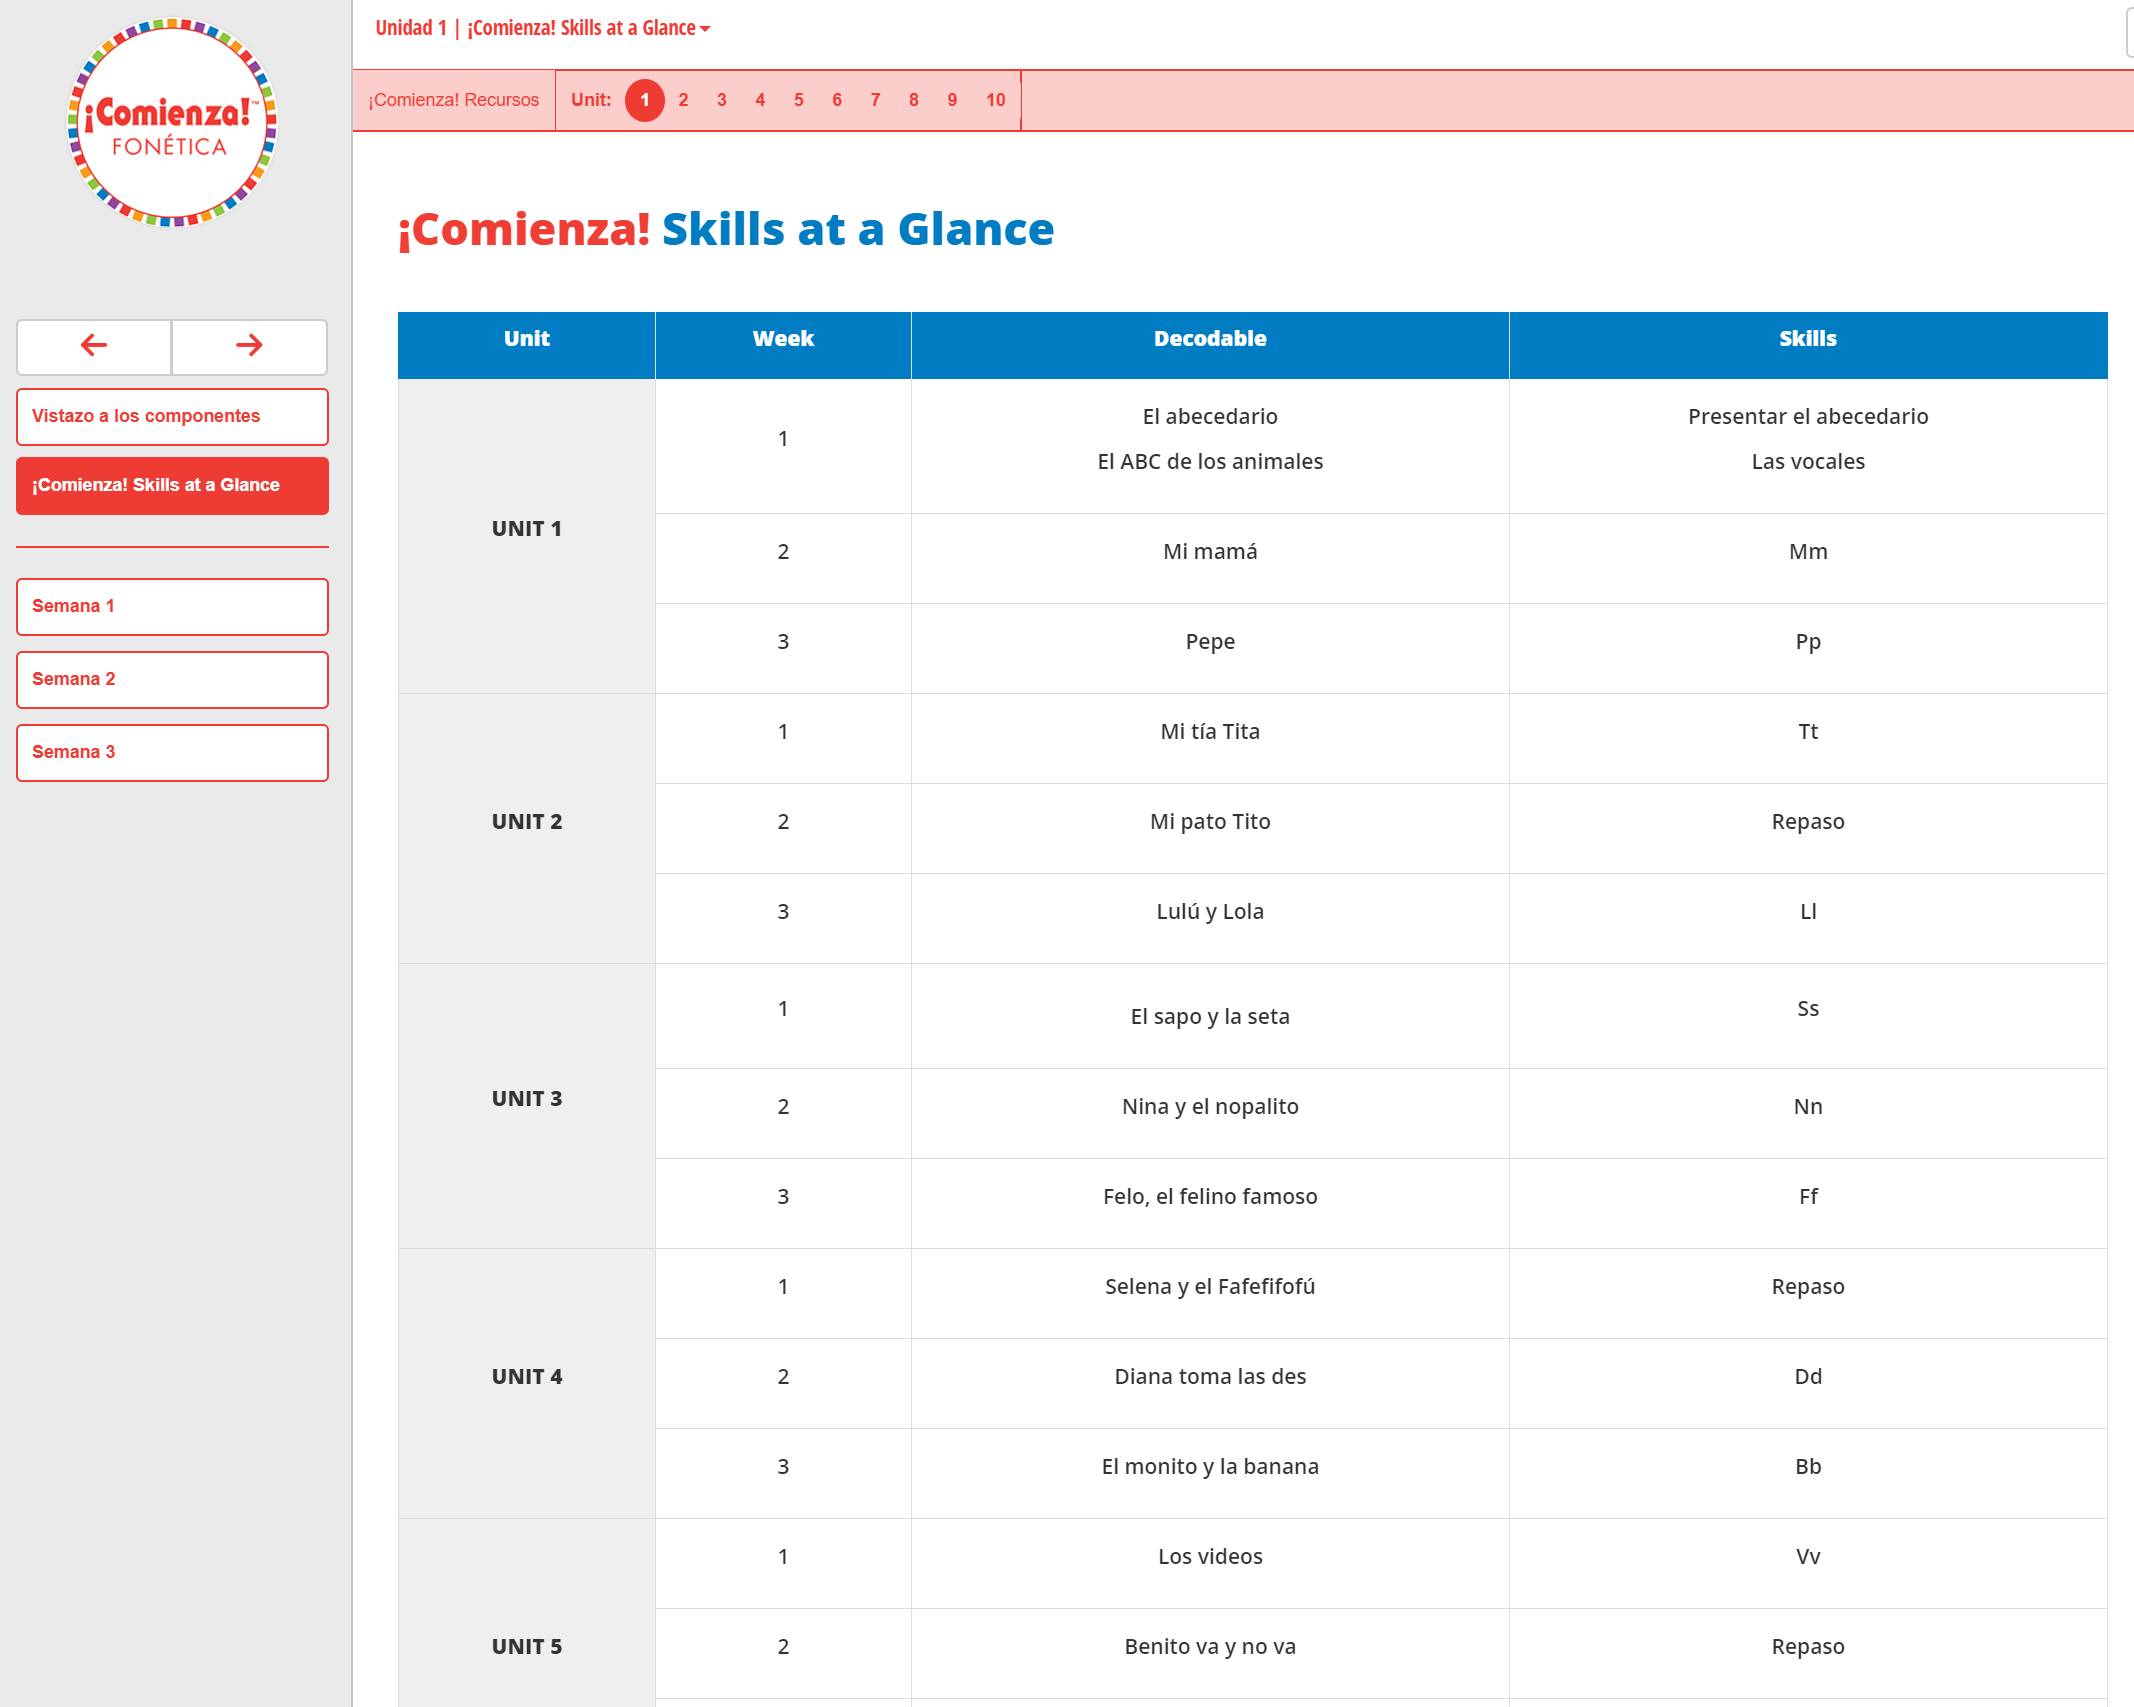 ¡Comienza!™
FONÉTICA
Vistazo a los componentes
¡Comienza! Skills at a Glance
Semana 1
Semana 2
Semana 3
Unidad 1 | ¡Comienza! Skills at a Glance
¡Comienza! Recursos Unit: 1 2 3 4 5 6 7 8 9 10
¡Comienza! Skills at a Glance
Unit Week Decodable Skills
UNIT 1
1
El abecedario
El ABC de los animales
Presentar el abecedario
Las vocales
2 Mi mamá Mm
3 Pepe Pp
UNIT 2
1 Mi tía Tita Tt
2 Mi pato Tito Repaso
3 Lulú y Lola Ll
UNIT 3
1 El sapo y la seta Ss
2 Nina y el nopalito Nn
3 Felo, el felino famoso Ff
UNIT 4
1 Selena y el Fafefifofú Repaso
2 Diana toma las des Dd
3 El monito y la banana Bb
UNIT 5
1 Los videos Vv
2 Benito va y no va Repaso